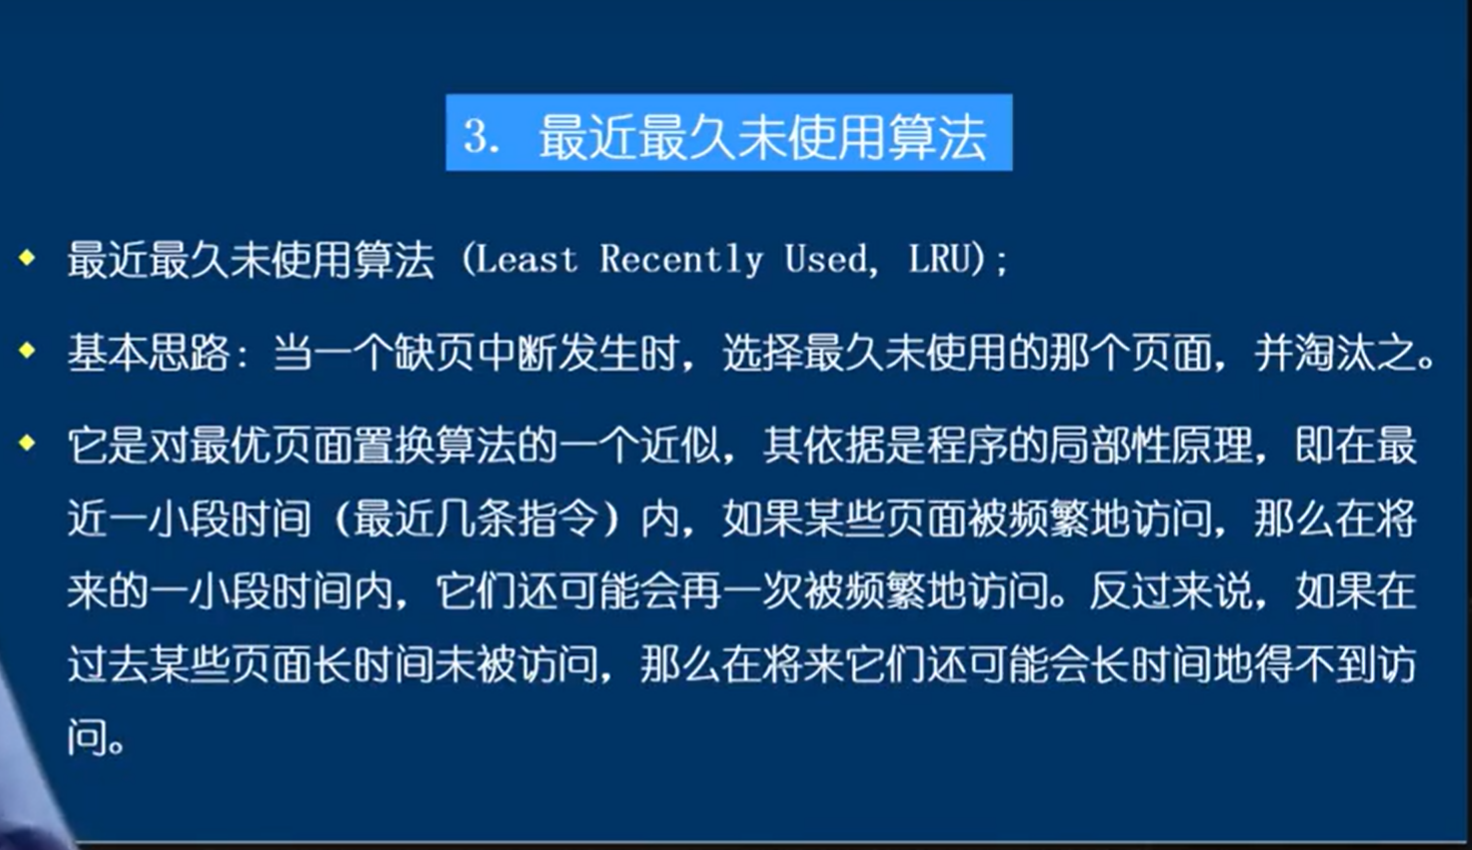 3. 最近最久未使用算法
最近最久未使用算法 (Least Recently Used, LRU);
基本思路: 当一个缺页中断发生时, 选择最久未使用的那个页面, 并淘汰之。
它是对最优页面置换算法的一个近似, 其依据是程序的局部性原理, 即在最
近一小段时间 (最近几条指令) 内, 如果某些页面被频繁地访问, 那么在将
来的一小段时间内, 它们还可能会再一次被频繁地访问。反过来说, 如果在
过去某些页面长时间未被访问, 那么在将来它们还可能会长时间地得不到访
问。